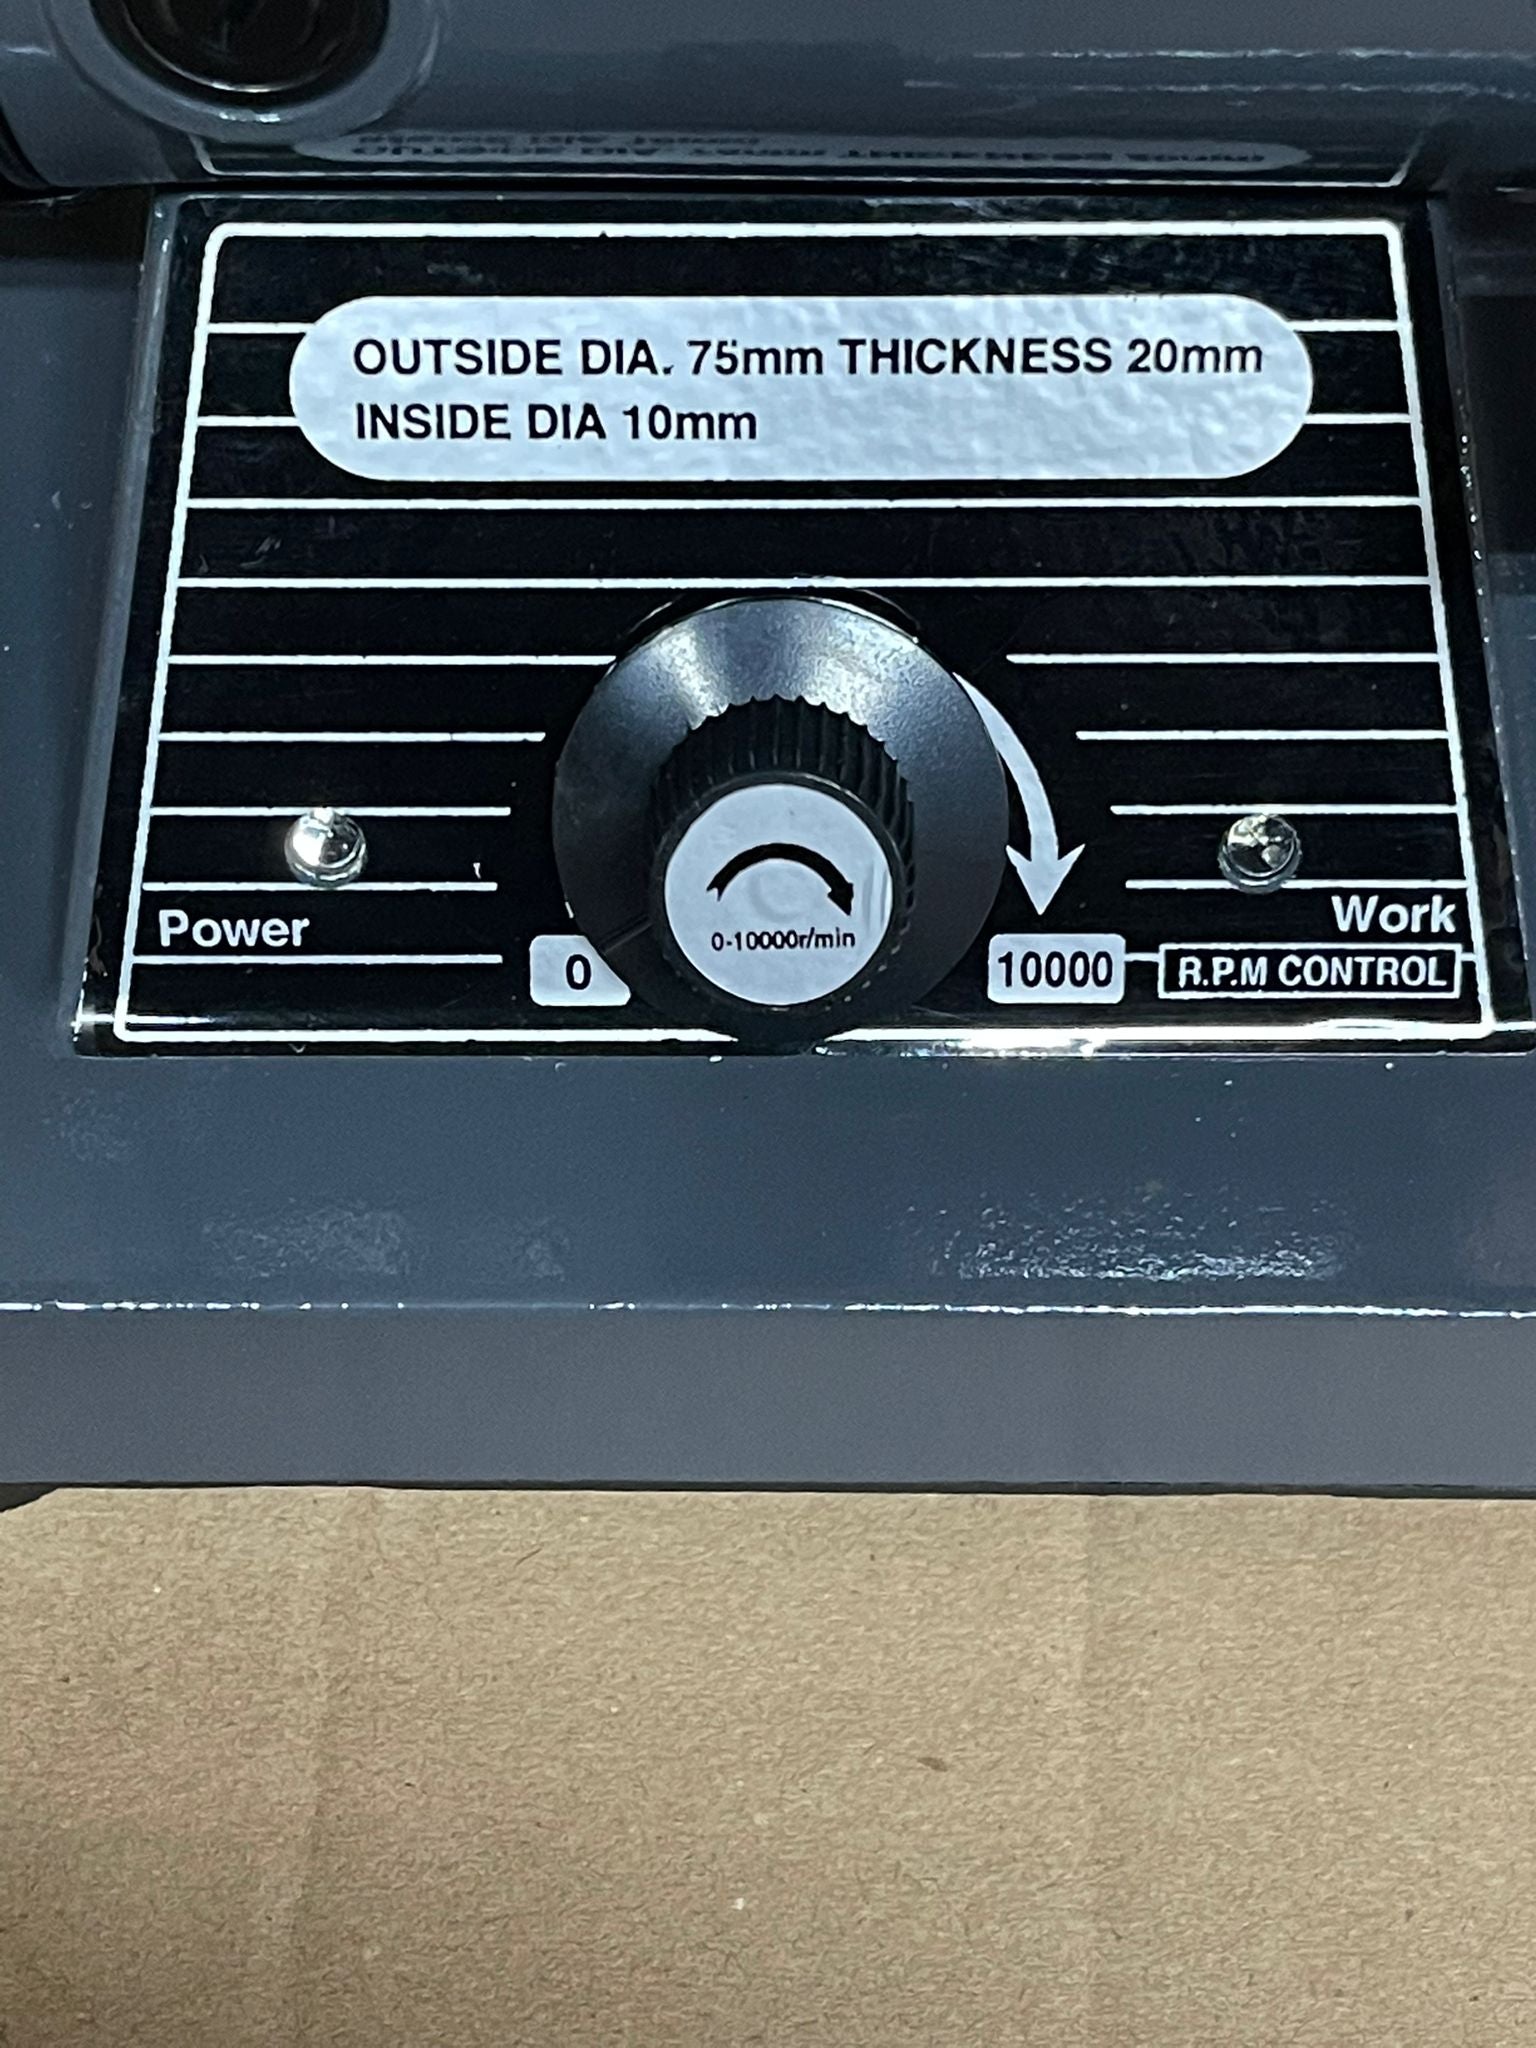 OUTSIDE DIA. 75mm THICKNESS 20mm
INSIDE DIA 10mm
0-10000r/min
Power
Work
0
10000
R.P.M CONTROL